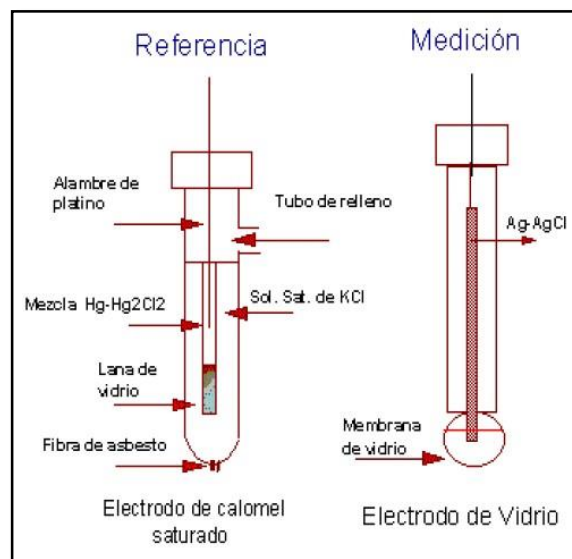 Referencia
Medición
Alambre de
platino
Tubo de relleno
Ag-AgCl
Mezcla Hg-Hg2Cl2
Sol. Sat. de KCl
Lana de
vidrio
Fibra de asbesto
Membrana
de vidrio
Electrodo de calomel
saturado
Electrodo de Vidrio